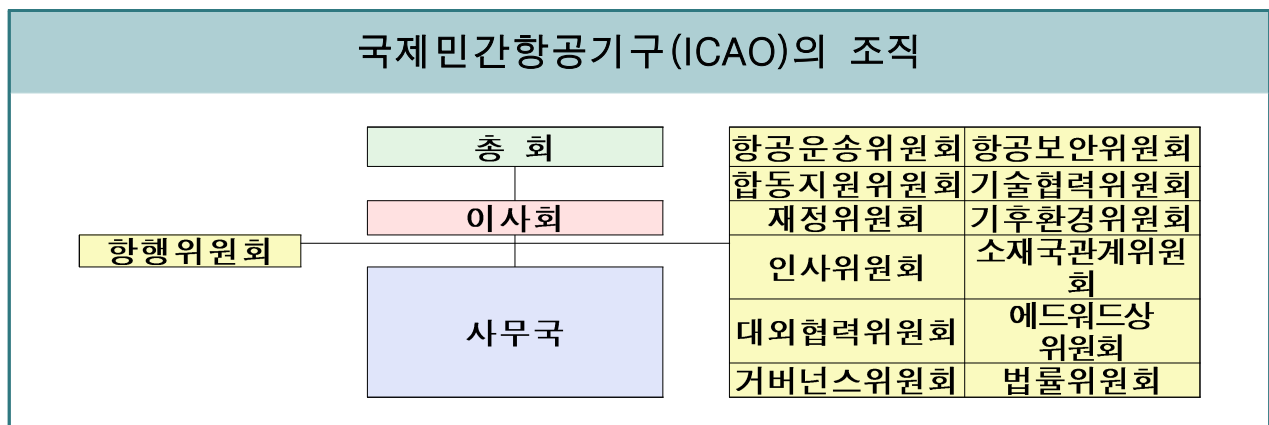 국제민간항공기구(ICAO)의 조직
총 회
이사회
항행위원회
사무국
항공운송위원회 항공보안위원회
합동지원위원회 기술협력위원회
재정위원회 기후환경위원회
인사위원회 소재국관계위원
회
대외협력위원회 에드워드상
위원회
거버넌스위원회 법률위원회